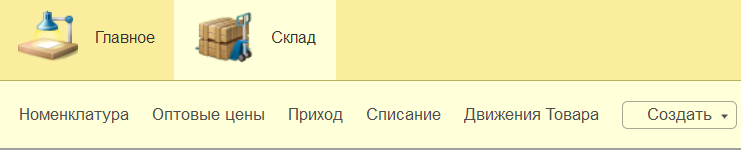 Главное Склад
Номенклатура Оптовые цены Приход Списание Движения Товара Создать